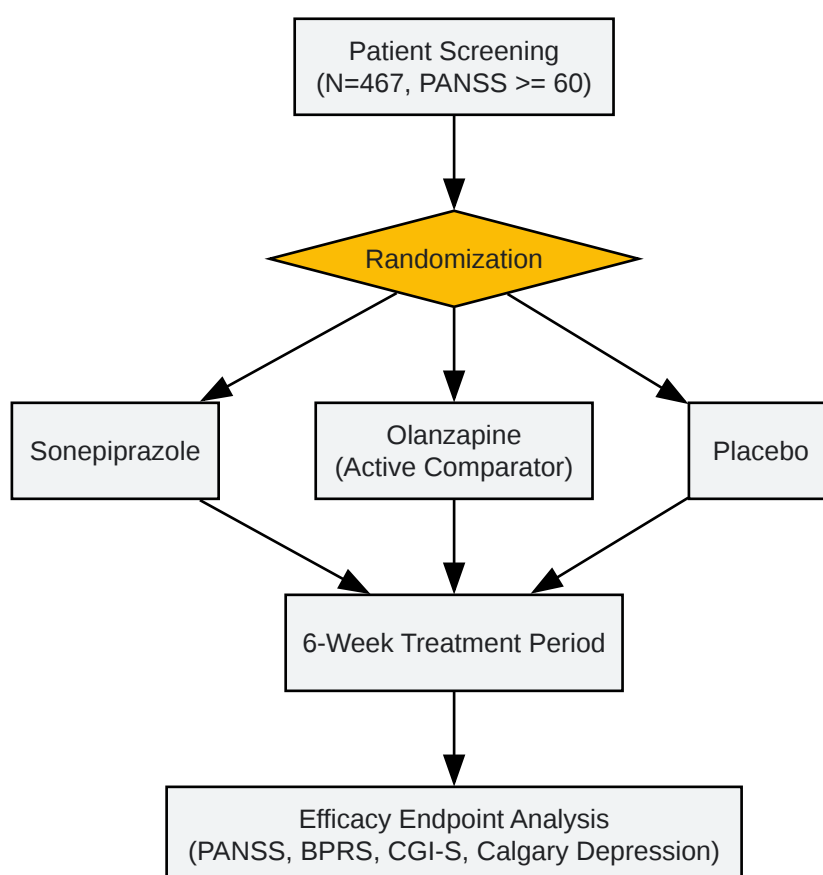 Patient Screening
(N=467, PANSS >= 60)
Randomization
Sonepiprazole
Olanzapine
(Active Comparator)
Placebo
6-Week Treatment Period
Efficacy Endpoint Analysis
(PANSS, BPRS, CGI-S, Calgary Depression)